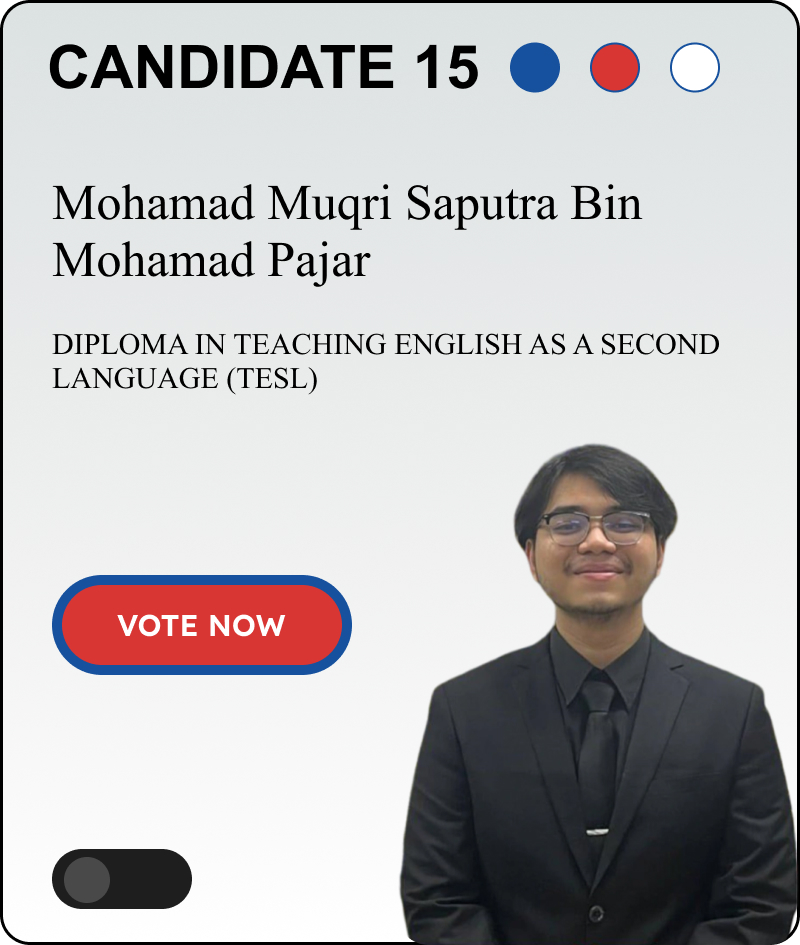 CANDIDATE 15
Mohamad Muqri Saputra Bin
Mohamad Pajar
DIPLOMA IN TEACHING ENGLISH AS A SECOND
LANGUAGE (TESL)
VOTE NOW